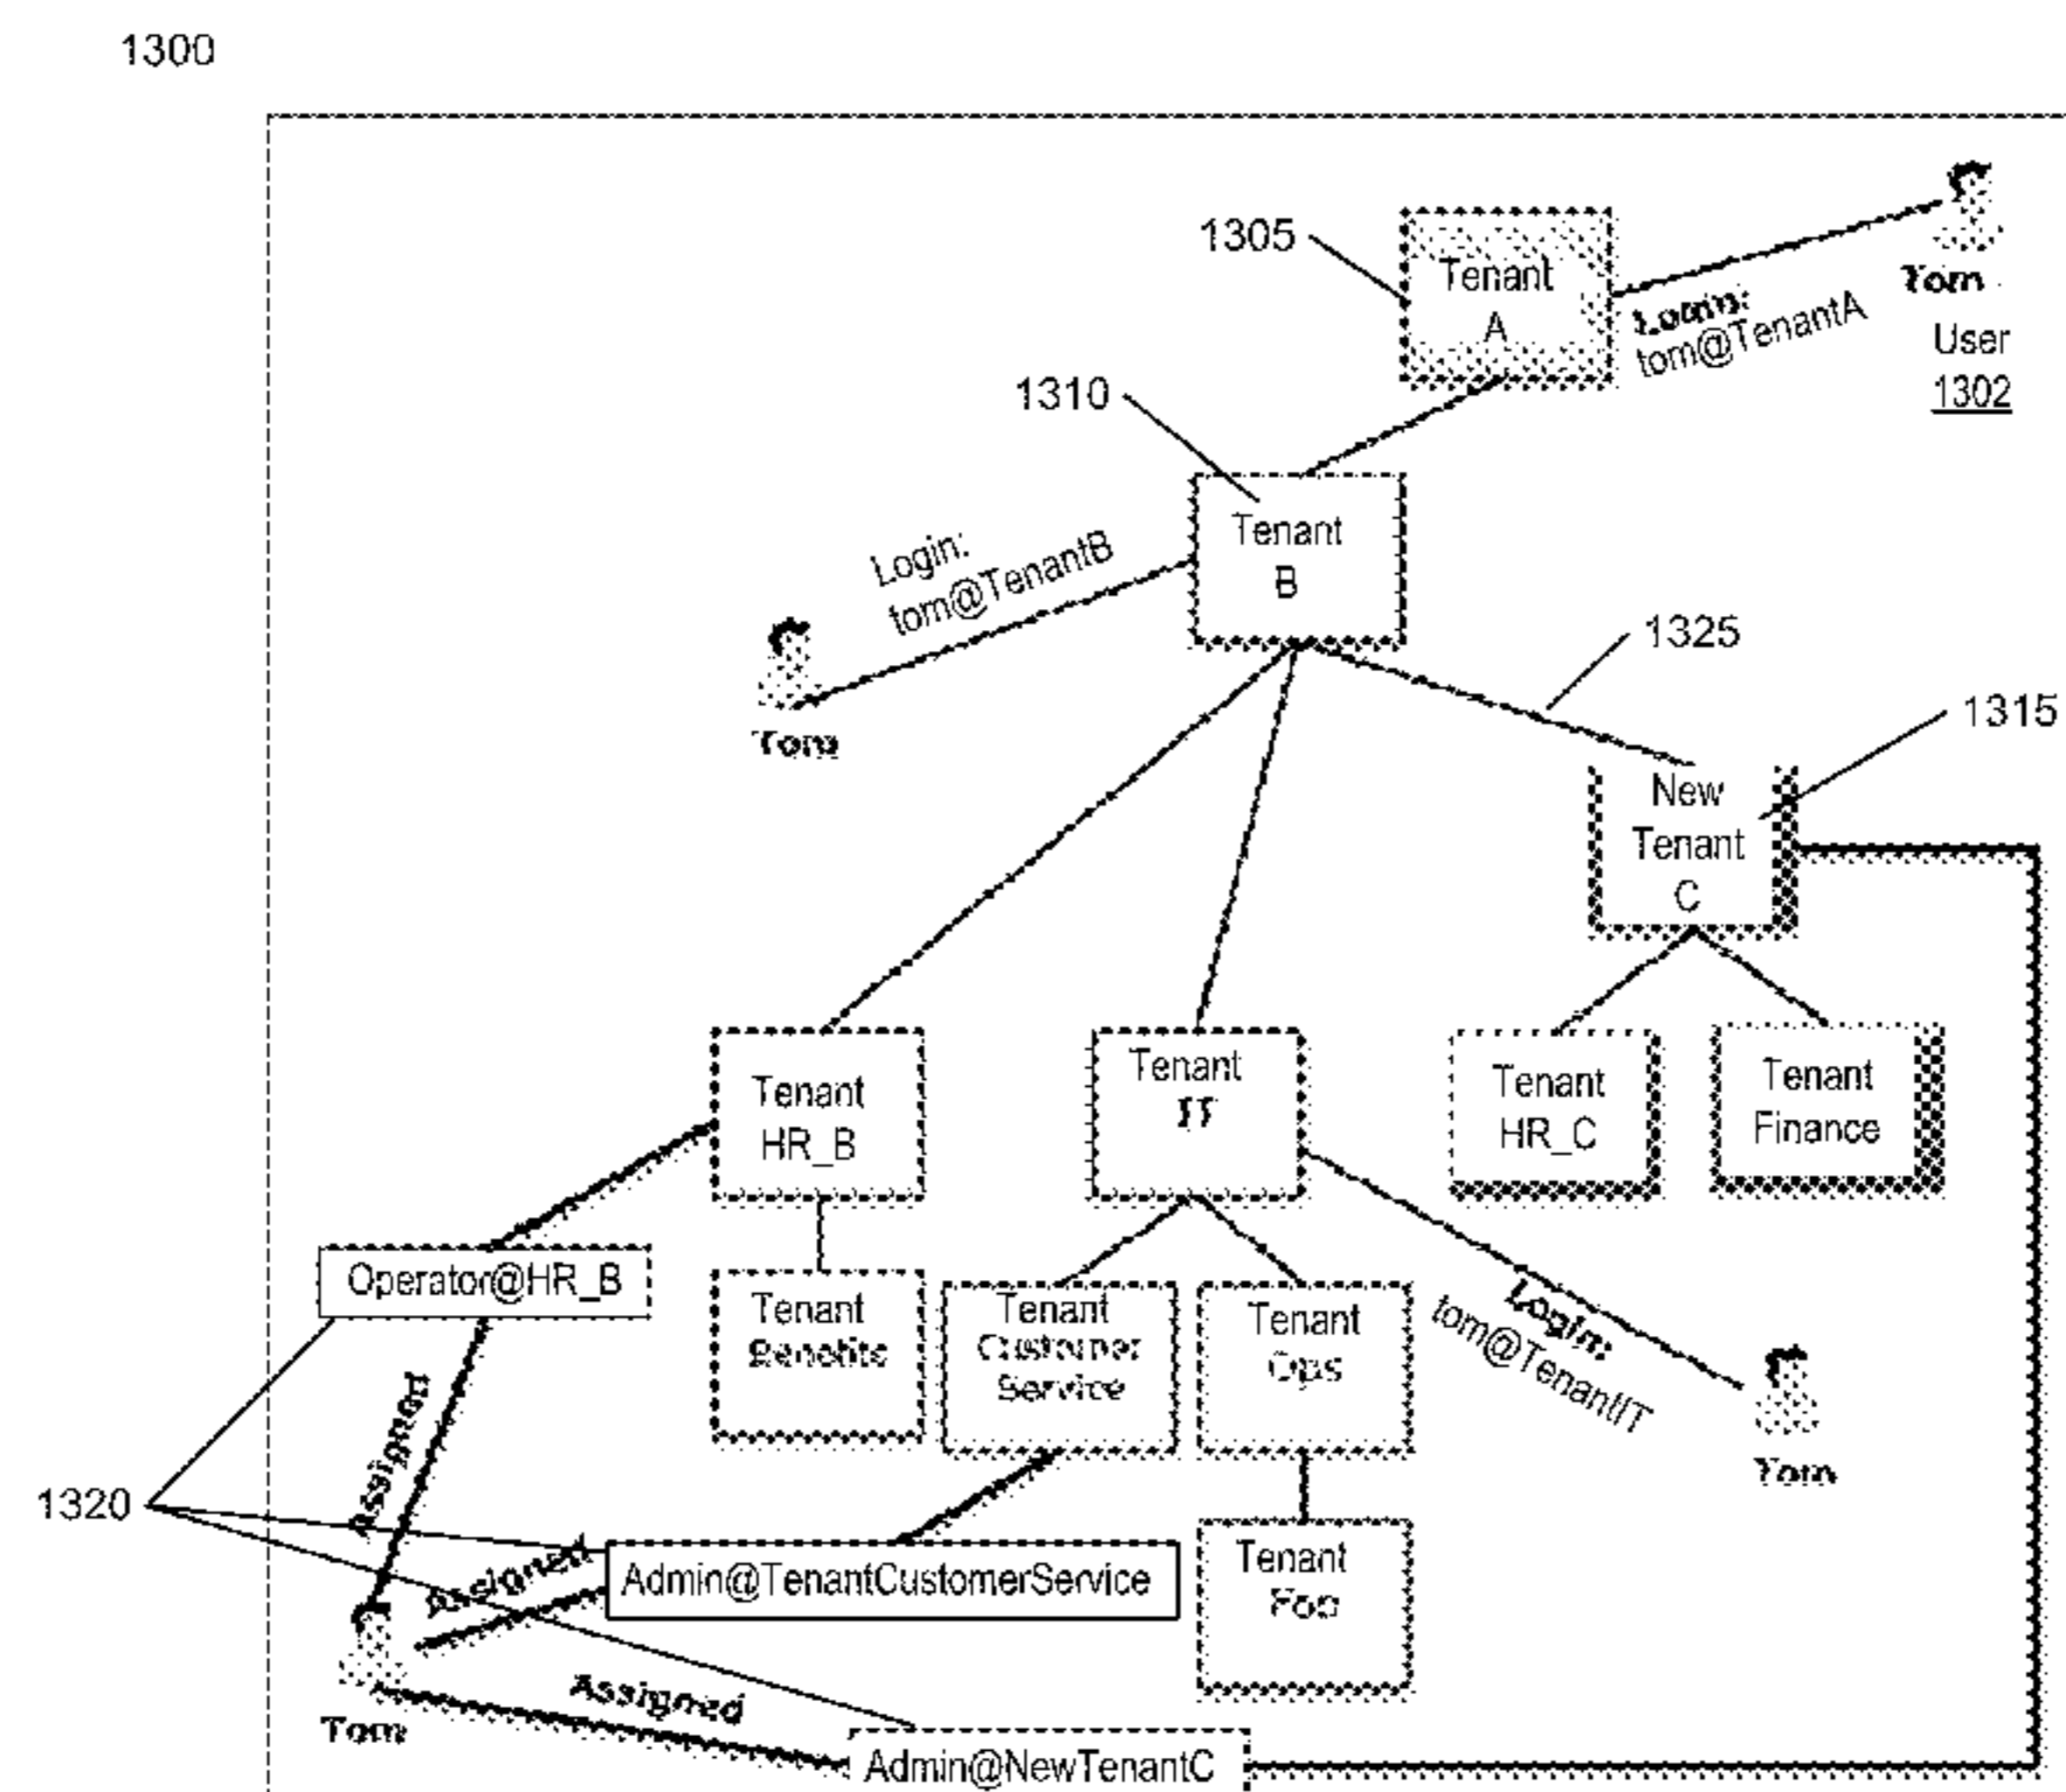 1300
1305
Tenant
A
Tom
Login:
tom@TenantA
User
1302
1310
Tenant
B
Login:
tom@TenantB
Tom
1325
1315
New
Tenant
C
Tenant
HR_B
Tenant
IT
Tenant
HR_C
Tenant
Finance
Operator@HR_B
Tenant
Benefits
Tenant
Customer
Service
Tenant
Ops
Login:
tom@TenantIT
Tom
Assigned
1320
Assigned
Admin@TenantCustomerService
Tenant
Foo
Assigned
Tom
Admin@NewTenantC